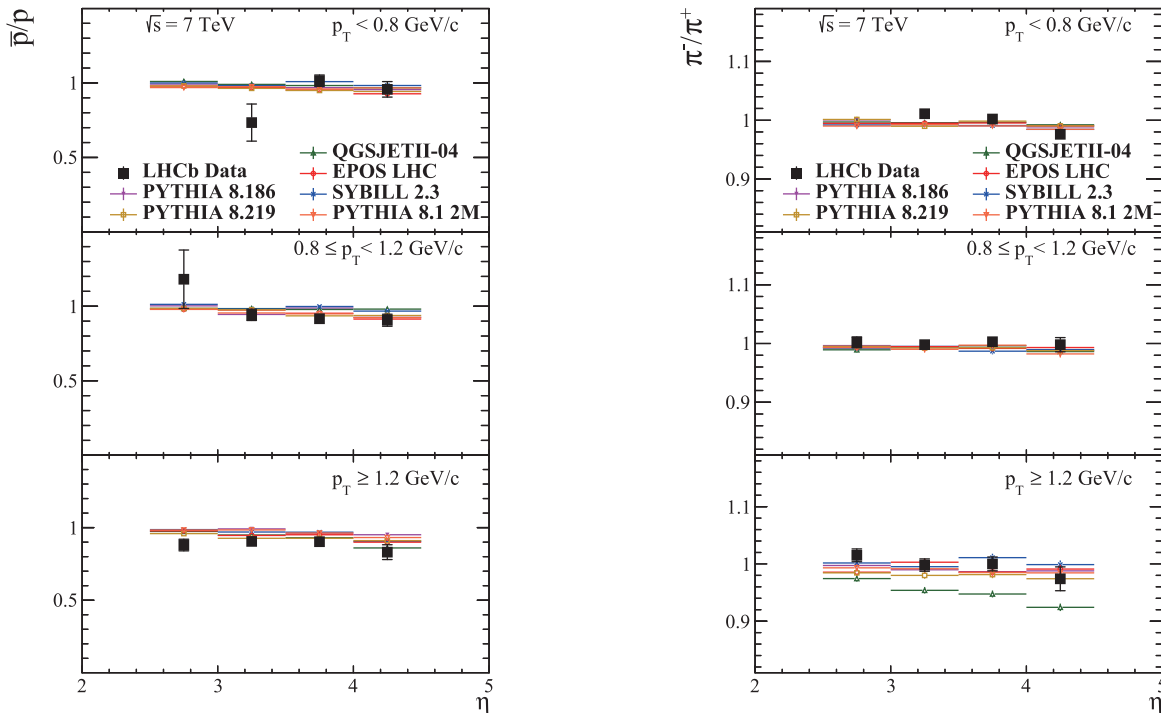 p̅/p
√s = 7 TeV
p_T < 0.8 GeV/c
1
0.5
LHCb Data
PYTHIA 8.186
PYTHIA 8.219
QGSJETII-04
EPOS LHC
SYBILL 2.3
PYTHIA 8.1 2M
0.8 ≤ p_T < 1.2 GeV/c
1
0.5
p_T ≥ 1.2 GeV/c
1
0.5
2 3 4 5
η
π⁻/π⁺
√s = 7 TeV
p_T < 0.8 GeV/c
1.1
1
0.9
LHCb Data
PYTHIA 8.186
PYTHIA 8.219
QGSJETII-04
EPOS LHC
SYBILL 2.3
PYTHIA 8.1 2M
0.8 ≤ p_T < 1.2 GeV/c
1.1
1
0.9
p_T ≥ 1.2 GeV/c
1.1
1
0.9
2 3 4 5
η